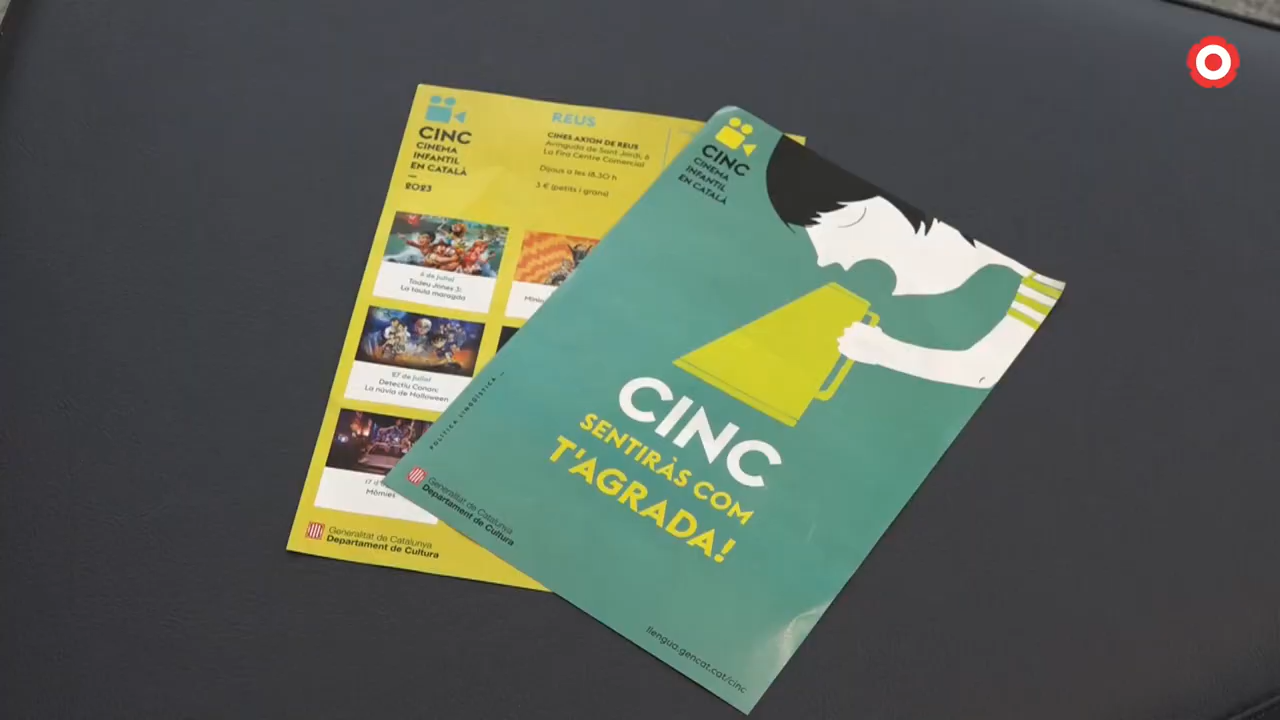 CINC
CINEMA
INFANTIL
EN CATALÀ
—
2023
REUS
CINES AXION DE REUS
Avinguda de Sant Jordi, 6
La Fira Centre Comercial
Dijous a les 18.30 h
3 € (petits i grans)
6 de juliol
Tadeu Jones 3:
La taula maragda
27 de juliol
Detectiu Conan:
La núvia de Halloween
Mòmies
Generalitat de Catalunya
Departament de Cultura
CINC
CINEMA
INFANTIL
EN CATALÀ
CINC
SENTIRÀS COM
T'AGRADA!
POLÍTICA LINGÜÍSTICA
Generalitat de Catalunya
Departament de Cultura
llengua.gencat.cat/cinc